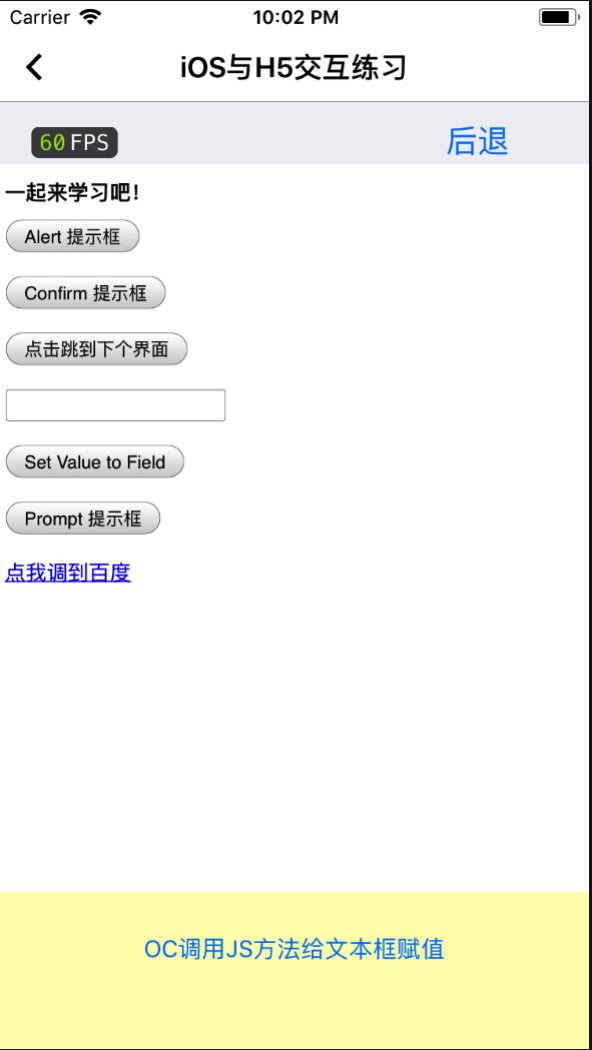 Carrier 10:02 PM
iOS与H5交互练习
60 FPS 后退
一起来学习吧！
Alert 提示框
Confirm 提示框
点击跳到下个界面
Set Value to Field
Prompt 提示框
点我调到百度
OC调用JS方法给文本框赋值